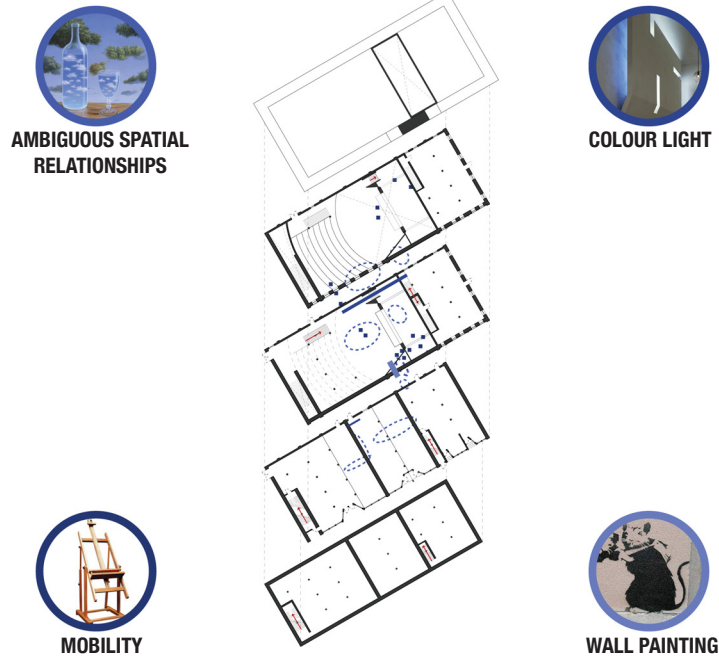 AMBIGUOUS SPATIAL
RELATIONSHIPS
COLOUR LIGHT
MOBILITY
WALL PAINTING